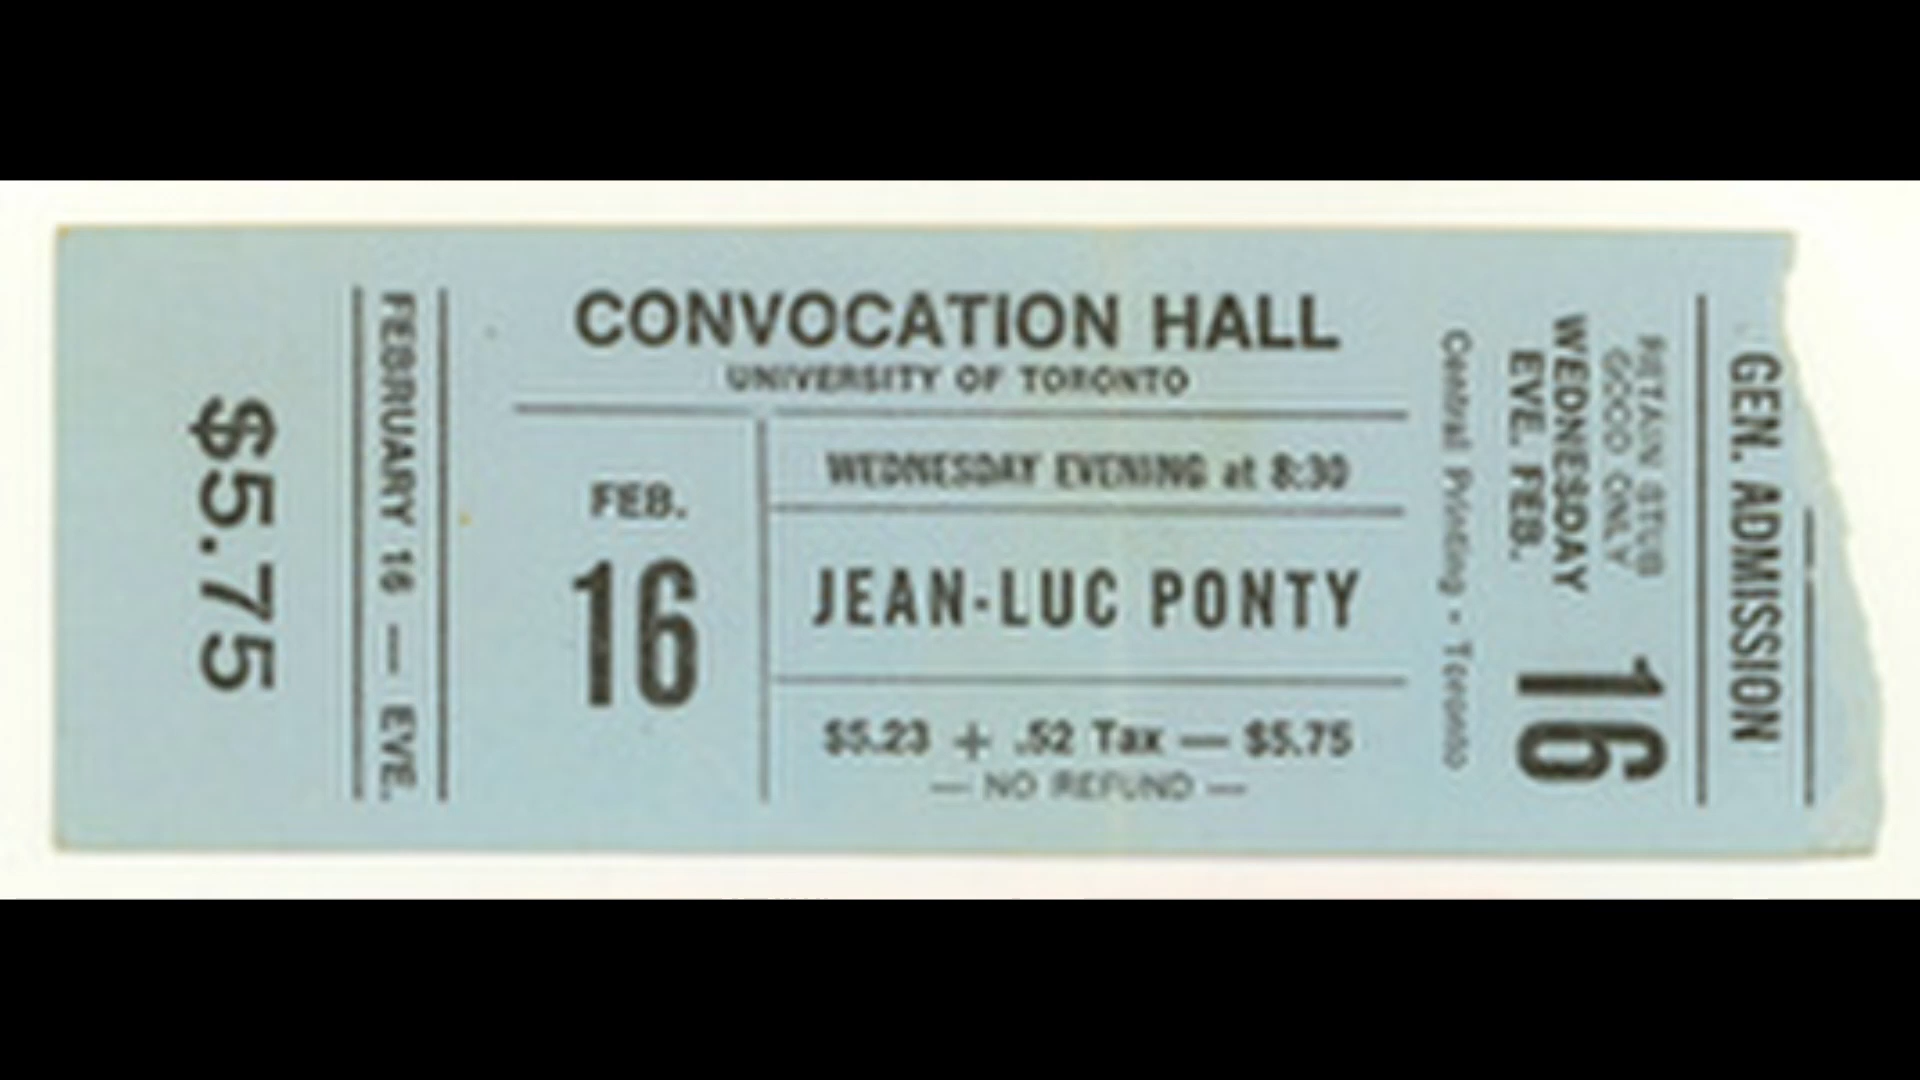 $5.75
FEBRUARY 16 — EVE.
CONVOCATION HALL
UNIVERSITY OF TORONTO
FEB.
16
WEDNESDAY EVENING at 8:30
JEAN-LUC PONTY
$5.23 + .52 Tax — $5.75
— NO REFUND —
Central Printing • Toronto
RETAIN STUB
GOOD ONLY
WEDNESDAY
EVE. FEB.
16
GEN. ADMISSION